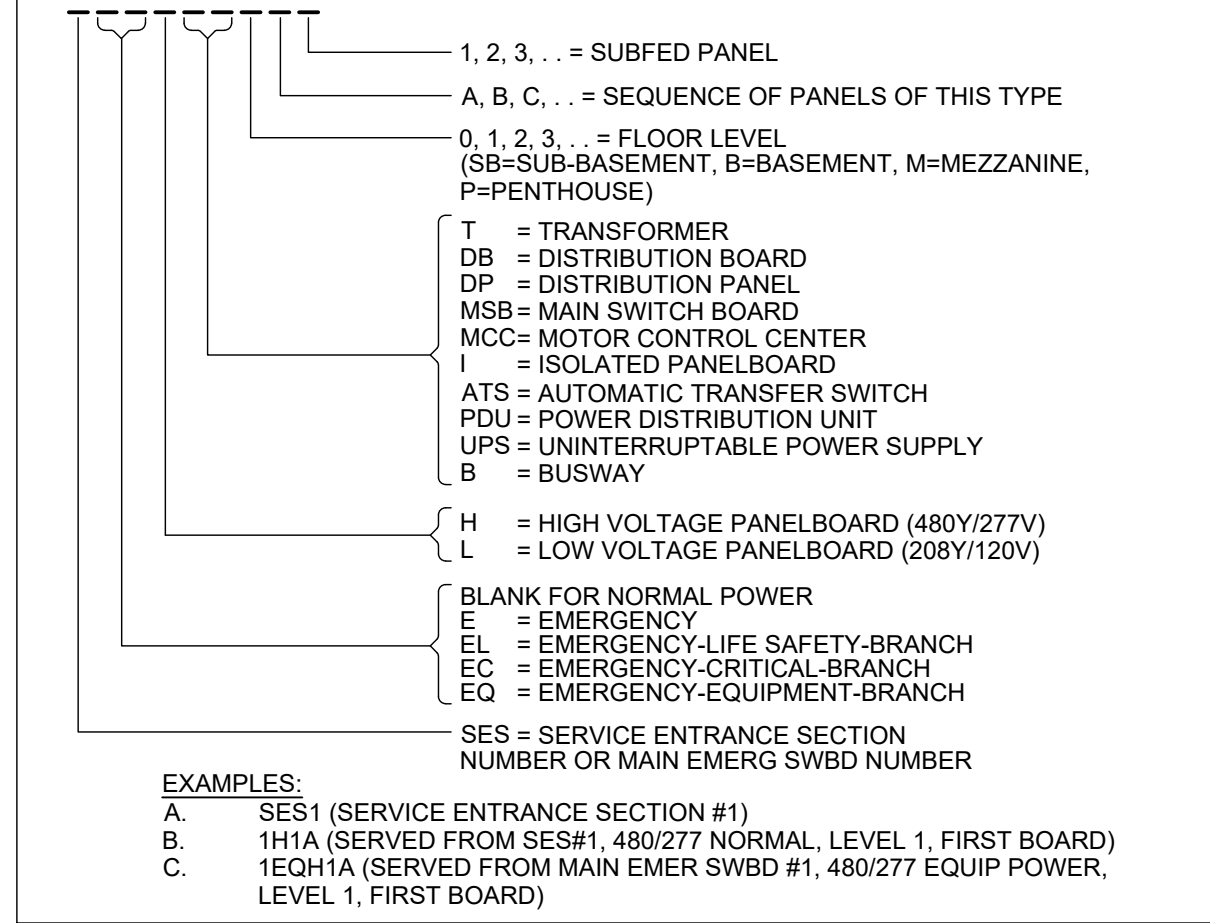 1, 2, 3, . . = SUBFED PANEL
A, B, C, . . = SEQUENCE OF PANELS OF THIS TYPE
0, 1, 2, 3, . . = FLOOR LEVEL
(SB=SUB-BASEMENT, B=BASEMENT, M=MEZZANINE,
P=PENTHOUSE)
T = TRANSFORMER
DB = DISTRIBUTION BOARD
DP = DISTRIBUTION PANEL
MSB = MAIN SWITCH BOARD
MCC= MOTOR CONTROL CENTER
I = ISOLATED PANELBOARD
ATS = AUTOMATIC TRANSFER SWITCH
PDU = POWER DISTRIBUTION UNIT
UPS = UNINTERRUPTABLE POWER SUPPLY
B = BUSWAY
H = HIGH VOLTAGE PANELBOARD (480Y/277V)
L = LOW VOLTAGE PANELBOARD (208Y/120V)
BLANK FOR NORMAL POWER
E = EMERGENCY
EL = EMERGENCY-LIFE SAFETY-BRANCH
EC = EMERGENCY-CRITICAL-BRANCH
EQ = EMERGENCY-EQUIPMENT-BRANCH
SES = SERVICE ENTRANCE SECTION
NUMBER OR MAIN EMERG SWBD NUMBER
EXAMPLES:
A. SES1 (SERVICE ENTRANCE SECTION #1)
B. 1H1A (SERVED FROM SES#1, 480/277 NORMAL, LEVEL 1, FIRST BOARD)
C. 1EQH1A (SERVED FROM MAIN EMER SWBD #1, 480/277 EQUIP POWER,
LEVEL 1, FIRST BOARD)